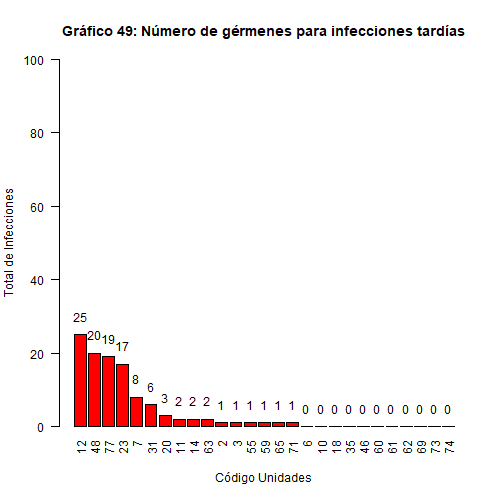 Gráfico 49: Número de gérmenes para infecciones tardías
Total de Infecciones
100
80
60
40
20
0
25 20 19 17 8 6 3 2 2 2 1 1 1 1 1 1 0 0 0 0 0 0 0 0 0 0 0
12 48 77 23 7 31 20 11 14 63 2 3 55 59 65 71 6 10 18 35 46 60 61 62 69 73 74
Código Unidades